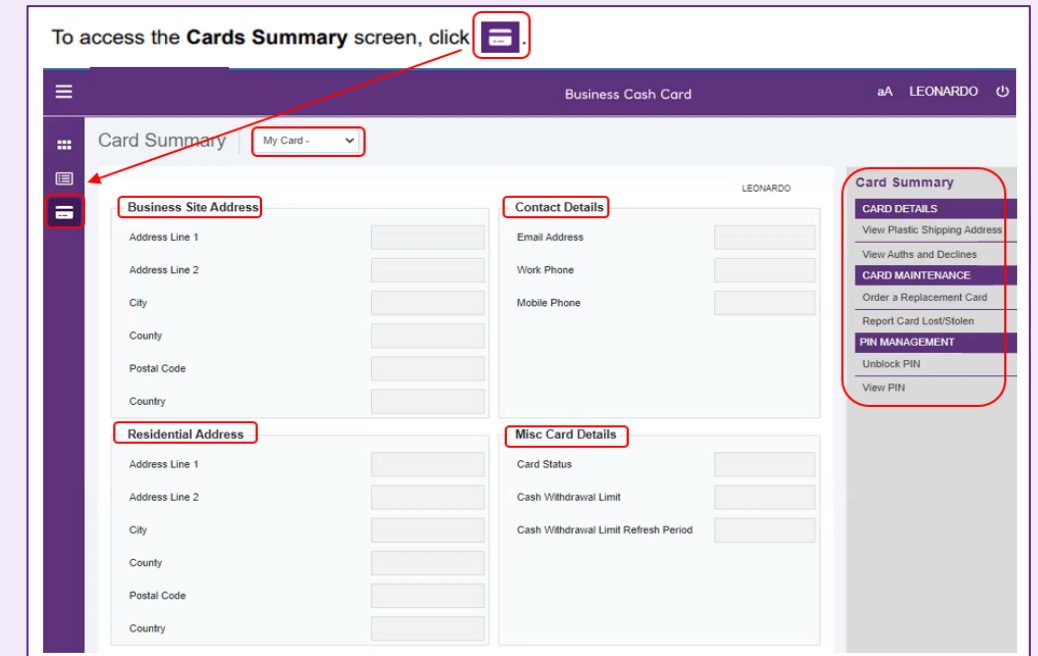 To access the Cards Summary screen, click .
Business Cash Card
aA LEONARDO
Card Summary
My Card -
LEONARDO
Business Site Address
Address Line 1
Address Line 2
City
County
Postal Code
Country
Contact Details
Email Address
Work Phone
Mobile Phone
Residential Address
Address Line 1
Address Line 2
City
County
Postal Code
Country
Misc Card Details
Card Status
Cash Withdrawal Limit
Cash Withdrawal Limit Refresh Period
Card Summary
CARD DETAILS
View Plastic Shipping Address
View Auths and Declines
CARD MAINTENANCE
Order a Replacement Card
Report Card Lost/Stolen
PIN MANAGEMENT
Unblock PIN
View PIN